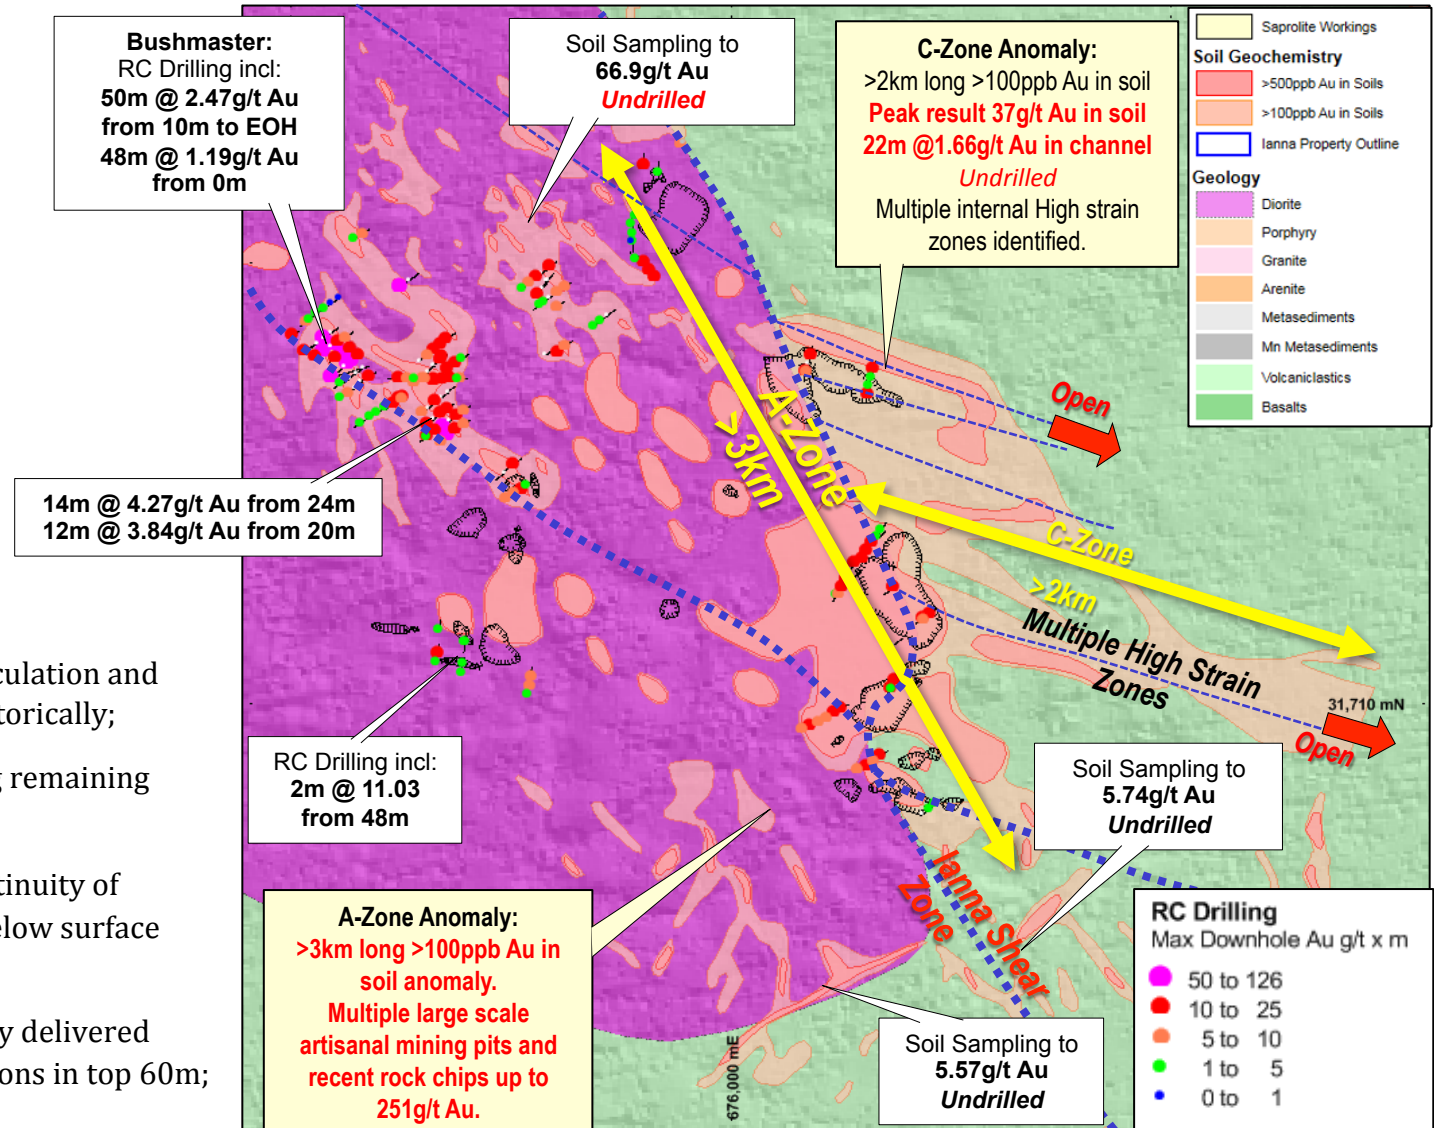 Bushmaster:
RC Drilling incl:
50m @ 2.47g/t Au
from 10m to EOH
48m @ 1.19g/t Au
from 0m
Soil Sampling to
66.9g/t Au
Undrilled
C-Zone Anomaly:
>2km long >100ppb Au in soil
Peak result 37g/t Au in soil
22m @1.66g/t Au in channel
Undrilled
Multiple internal High strain
zones identified.
Saprolite Workings
Soil Geochemistry
>500ppb Au in Soils
>100ppb Au in Soils
Ianna Property Outline
Geology
Diorite
Porphyry
Granite
Arenite
Metasediments
Mn Metasediments
Volcaniclastics
Basalts
Open
A-Zone
>3km
14m @ 4.27g/t Au from 24m
12m @ 3.84g/t Au from 20m
C-Zone
>2km
Multiple High Strain
Zones
31,710 mN
Open
culation and
torically;
g remaining
tinuity of
elow surface
y delivered
ons in top 60m;
RC Drilling incl:
2m @ 11.03
from 48m
Soil Sampling to
5.74g/t Au
Undrilled
Ianna Shear
Zone
A-Zone Anomaly:
>3km long >100ppb Au in
soil anomaly.
Multiple large scale
artisanal mining pits and
recent rock chips up to
251g/t Au.
676,000 mE
Soil Sampling to
5.57g/t Au
Undrilled
RC Drilling
Max Downhole Au g/t x m
50 to 126
10 to 25
5 to 10
1 to 5
0 to 1